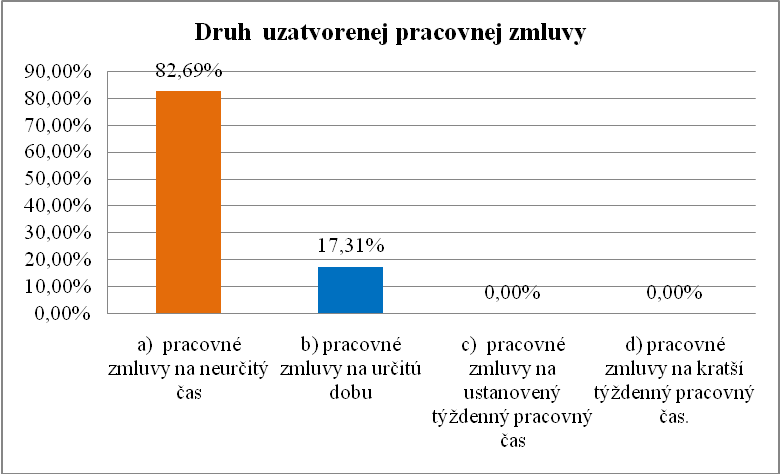 Druh uzatvorenej pracovnej zmluvy
90,00%
80,00%
70,00%
60,00%
50,00%
40,00%
30,00%
20,00%
10,00%
0,00%
82,69%
17,31%
0,00%
0,00%
a) pracovné
zmluvy na neurčitý
čas
b) pracovné
zmluvy na určitú
dobu
c) pracovné
zmluvy na
ustanovený
týždenný pracovný
čas
d) pracovné
zmluvy na kratší
týždenný pracovný
čas.